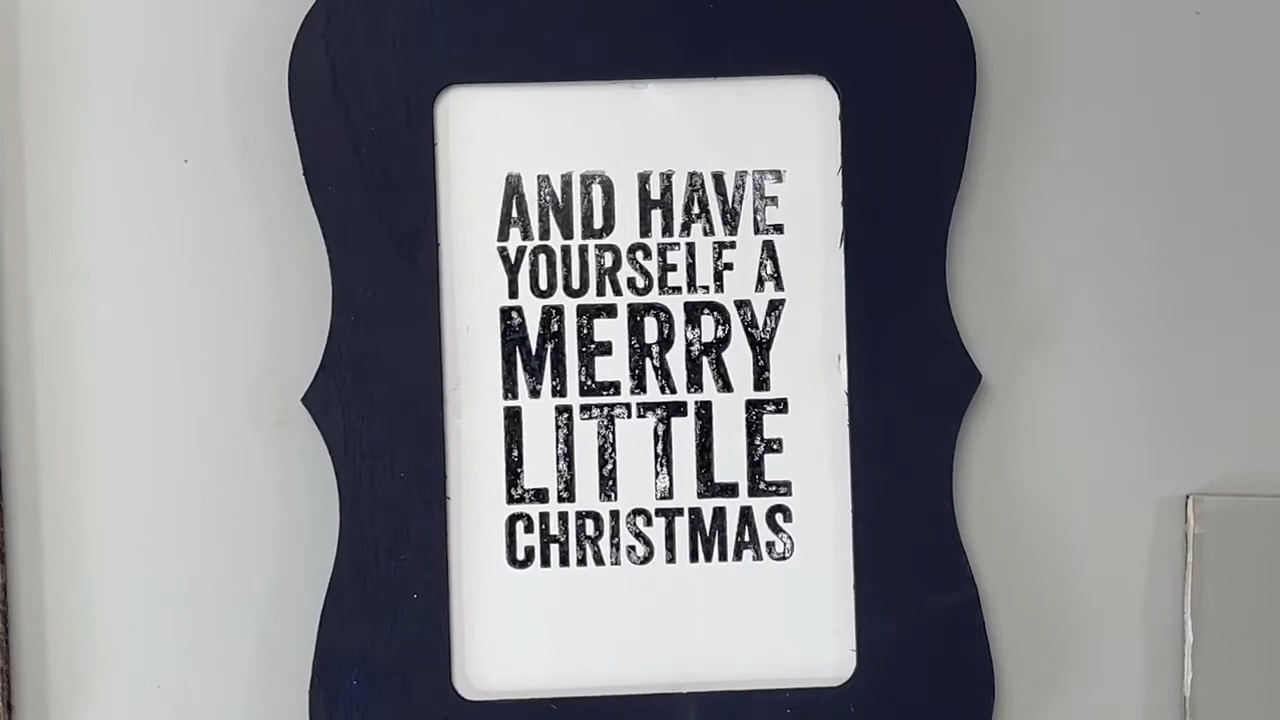 AND HAVE
YOURSELF A
MERRY
LITTLE
CHRISTMAS